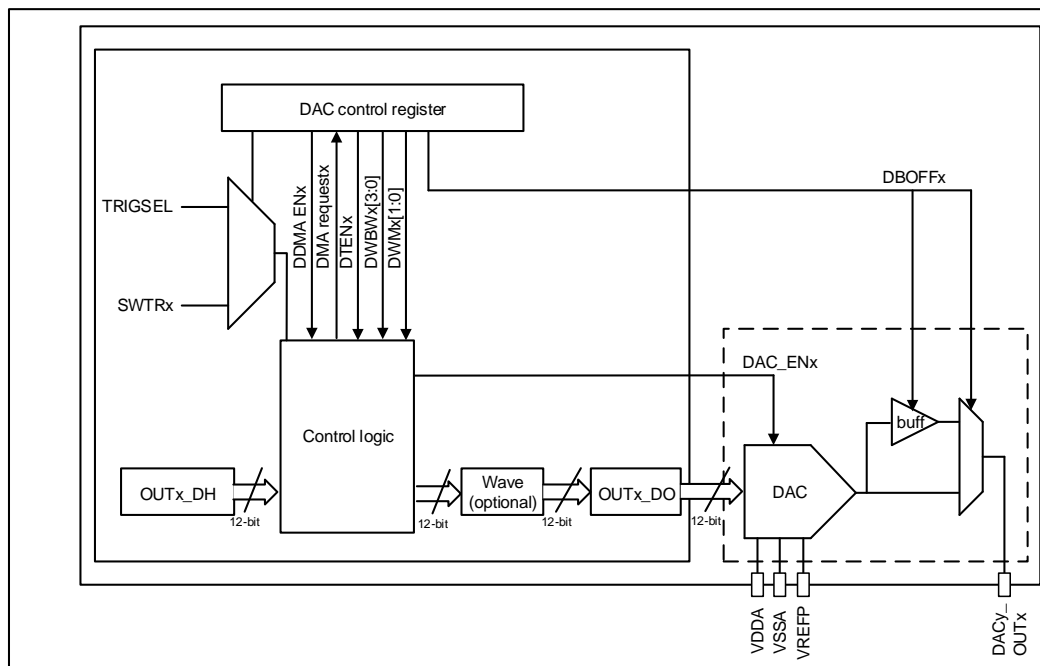 DAC control register
TRIGSEL
SWTRx
DDMA ENx
DMA requestx
DTENx
DWBWx[3:0]
DWMx[1:0]
DBOFFx
DAC_ENx
buff
Control logic
OUTx_DH
12-bit
12-bit
Wave
(optional)
12-bit
OUTx_DO
12-bit
DAC
VDDA
VSSA
VREFP
DACy_
OUTx